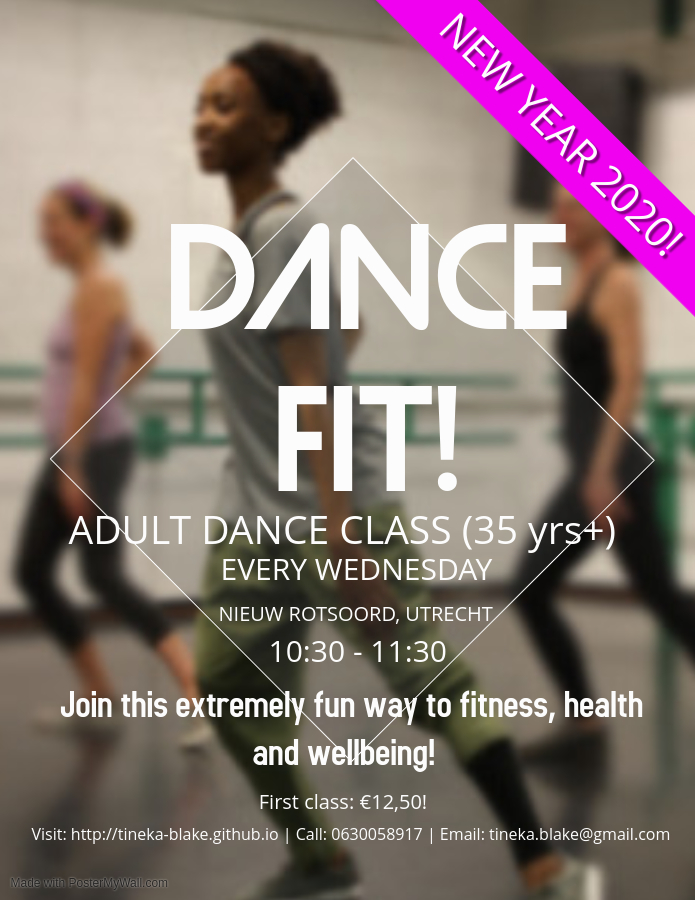 NEW YEAR 2020!
DANCE
FIT!
ADULT DANCE CLASS (35 yrs+)
EVERY WEDNESDAY
NIEUW ROTSOORD, UTRECHT
10:30 - 11:30
Join this extremely fun way to fitness, health
and wellbeing!
First class: €12,50!
Visit: http://tineka-blake.github.io | Call: 0630058917 | Email: tineka.blake@gmail.com
Made with PosterMyWall.com